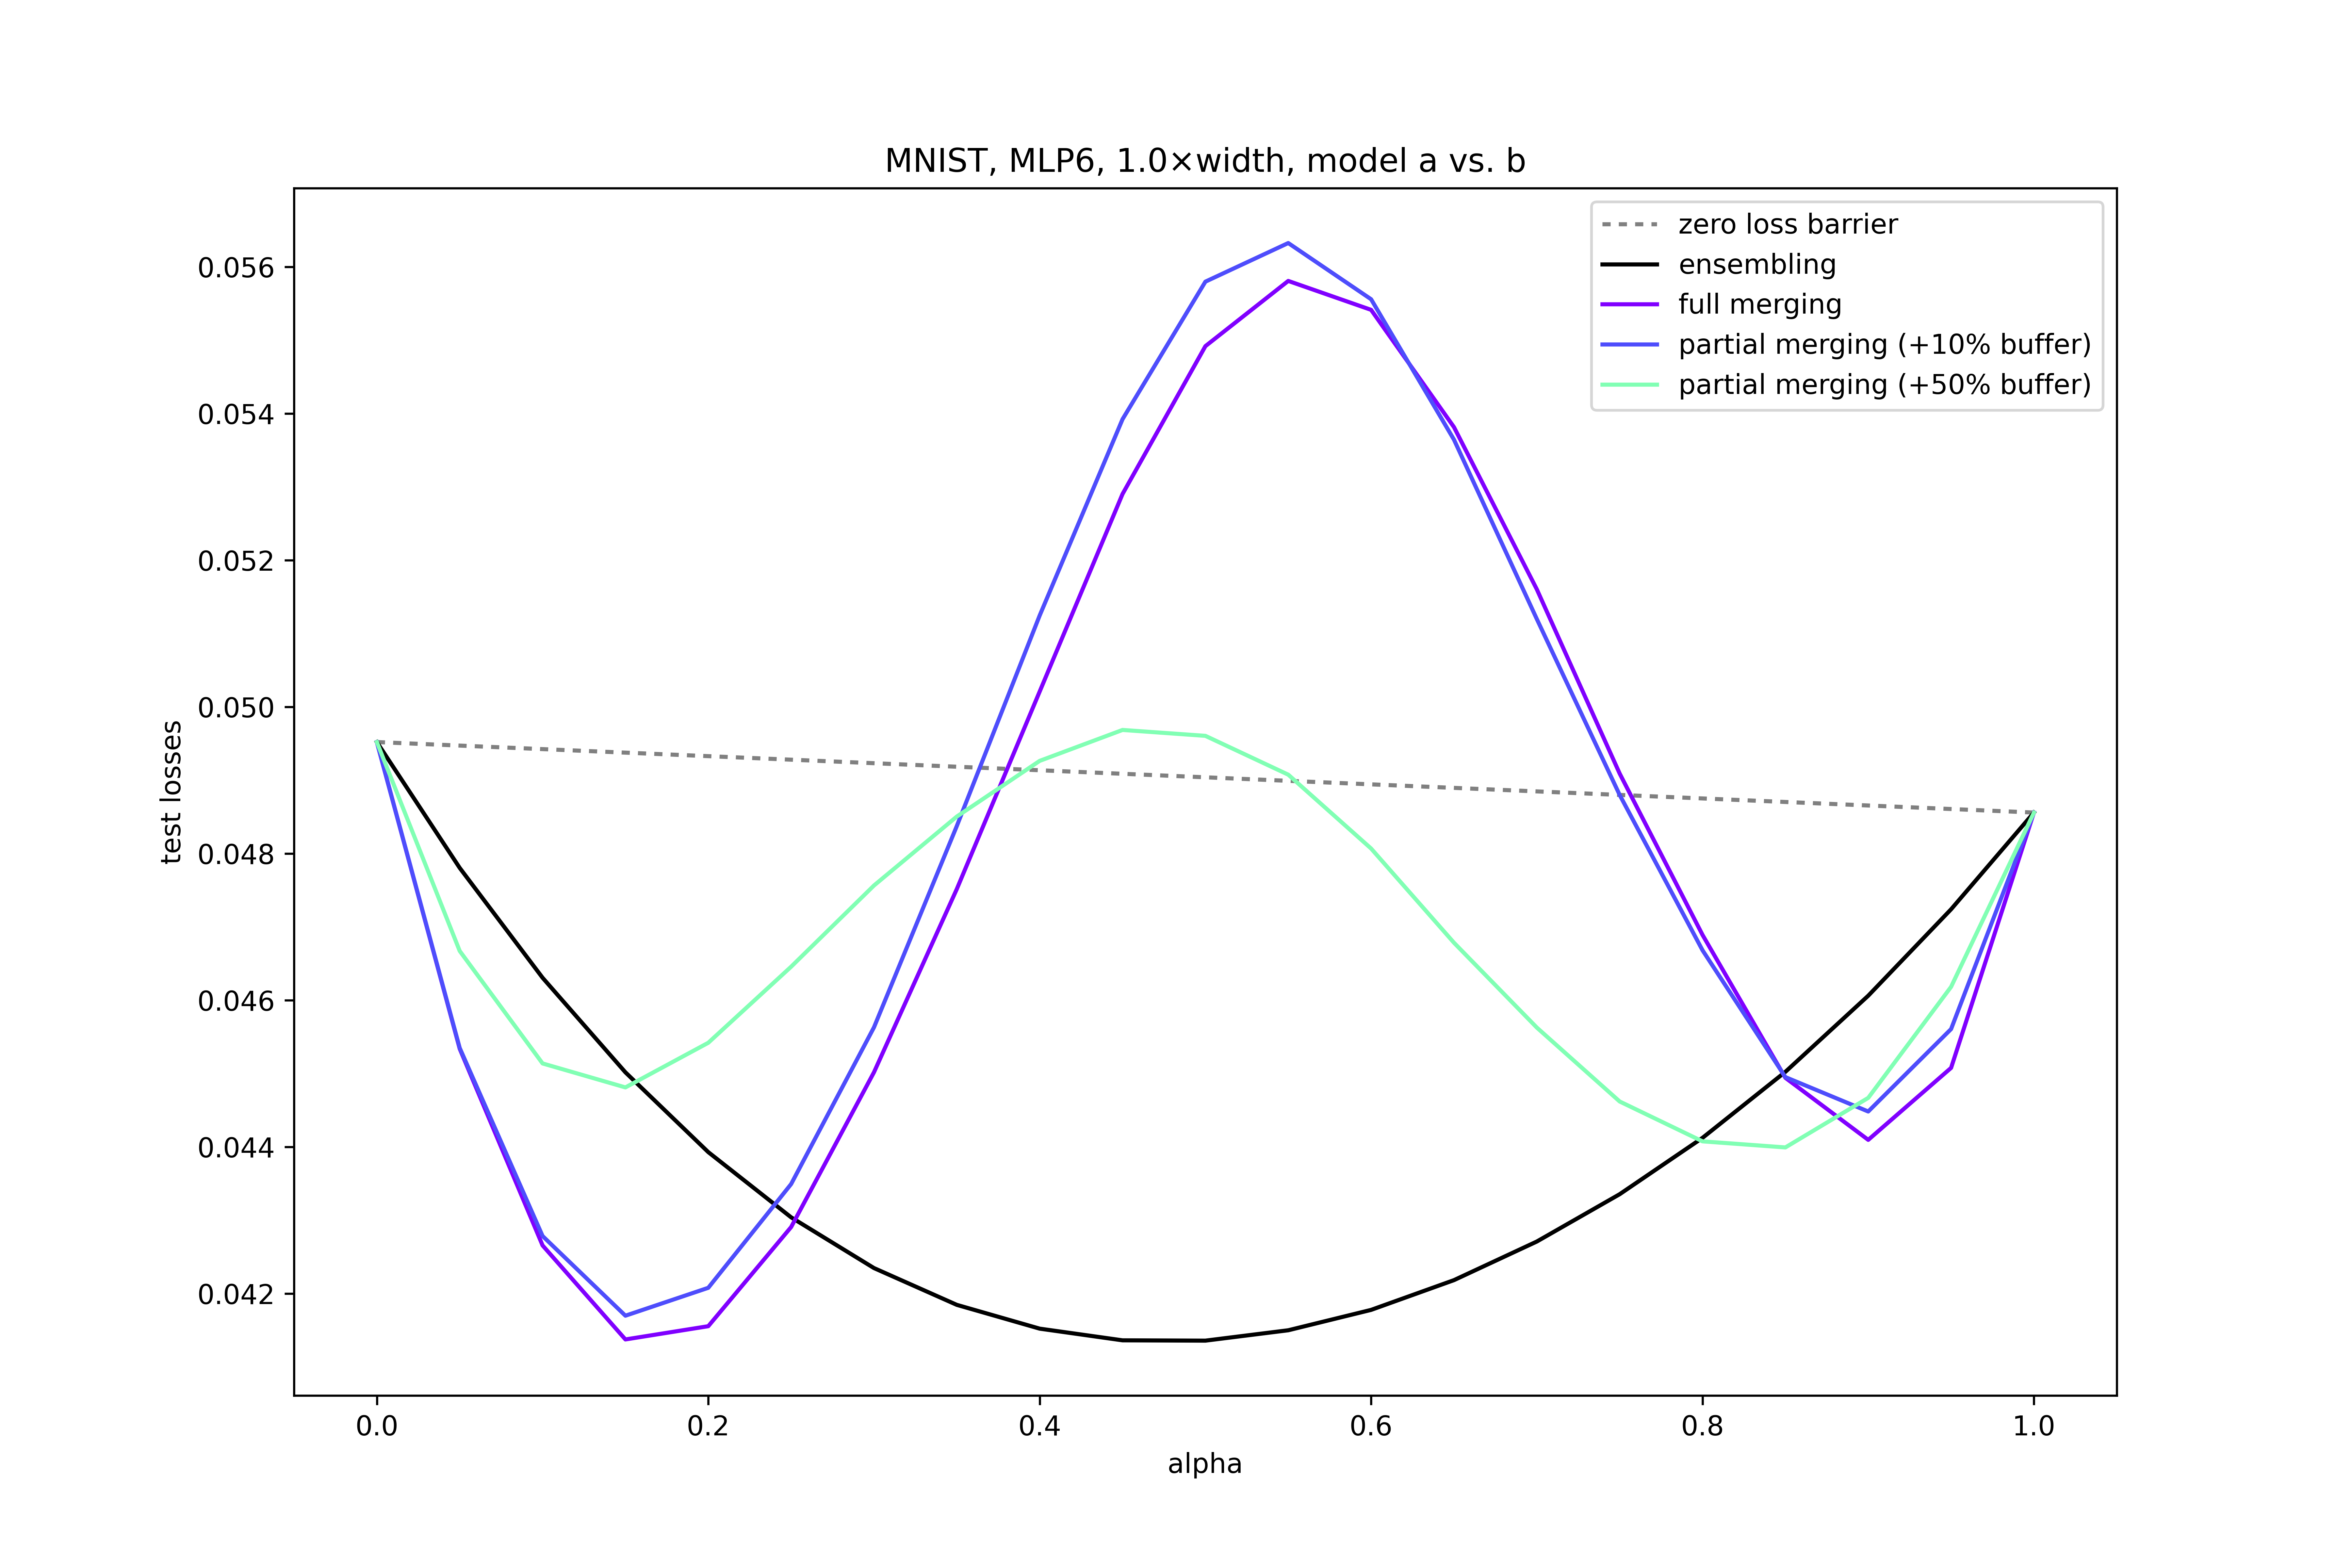 MNIST, MLP6, 1.0×width, model a vs. b
zero loss barrier
ensembling
full merging
partial merging (+10% buffer)
partial merging (+50% buffer)
0.056
0.054
0.052
0.050
0.048
0.046
0.044
0.042
test losses
0.0 0.2 0.4 0.6 0.8 1.0
alpha